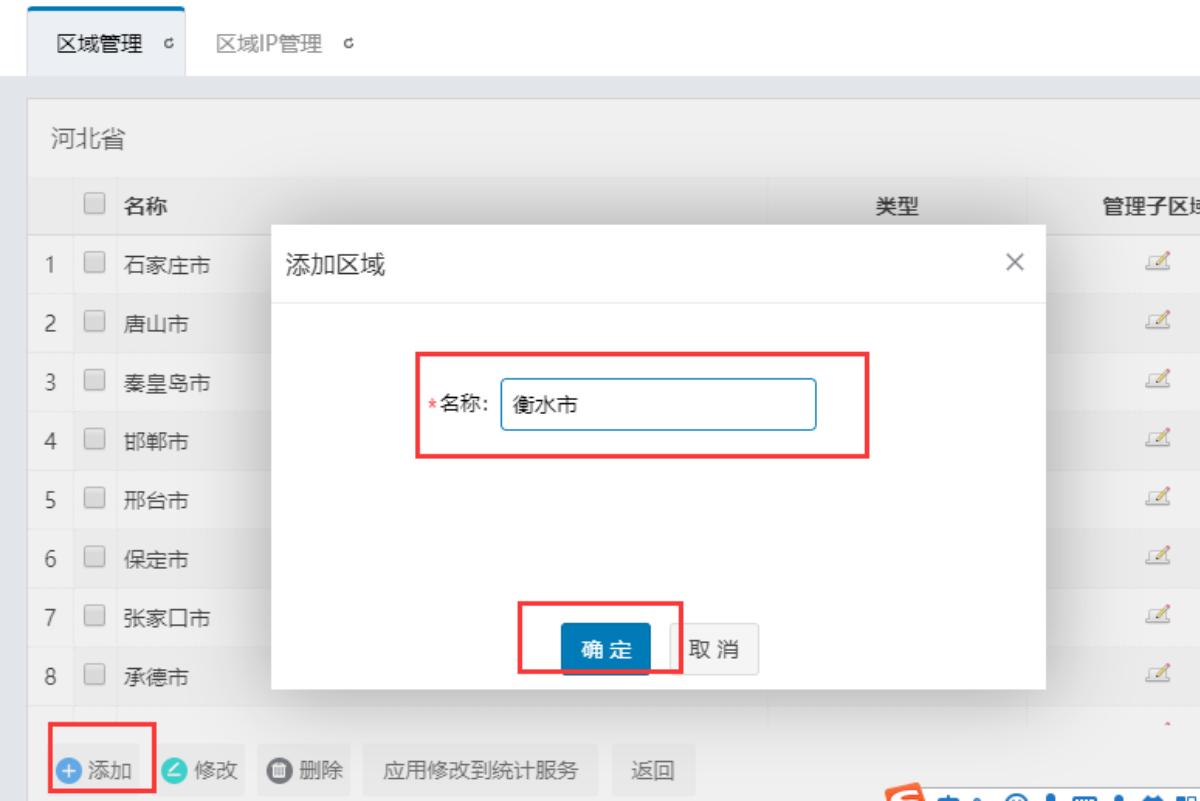 区域管理 区域IP管理
河北省
名称 类型 管理子区域
1 石家庄市
2 唐山市
3 秦皇岛市
4 邯郸市
5 邢台市
6 保定市
7 张家口市
8 承德市
添加区域
*名称: 衡水市
确 定 取 消
添加 修改 删除 应用修改到统计服务 返回